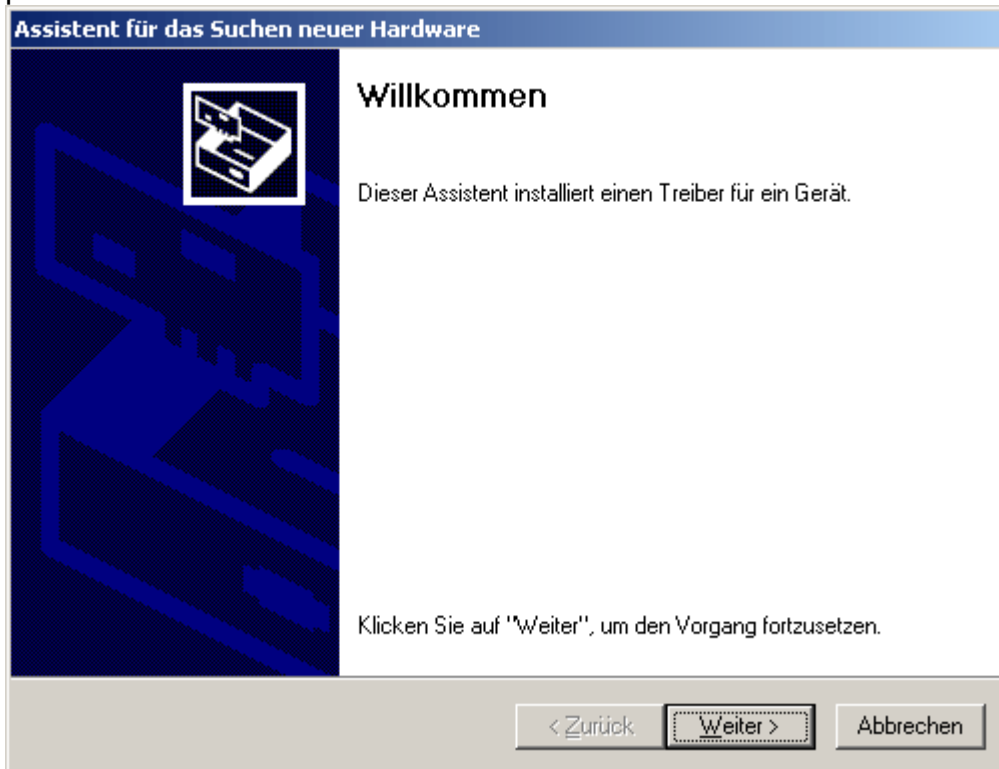 Assistent für das Suchen neuer Hardware
Willkommen
Dieser Assistent installiert einen Treiber für ein Gerät.
Klicken Sie auf "Weiter", um den Vorgang fortzusetzen.
< Zurück
Weiter >
Abbrechen